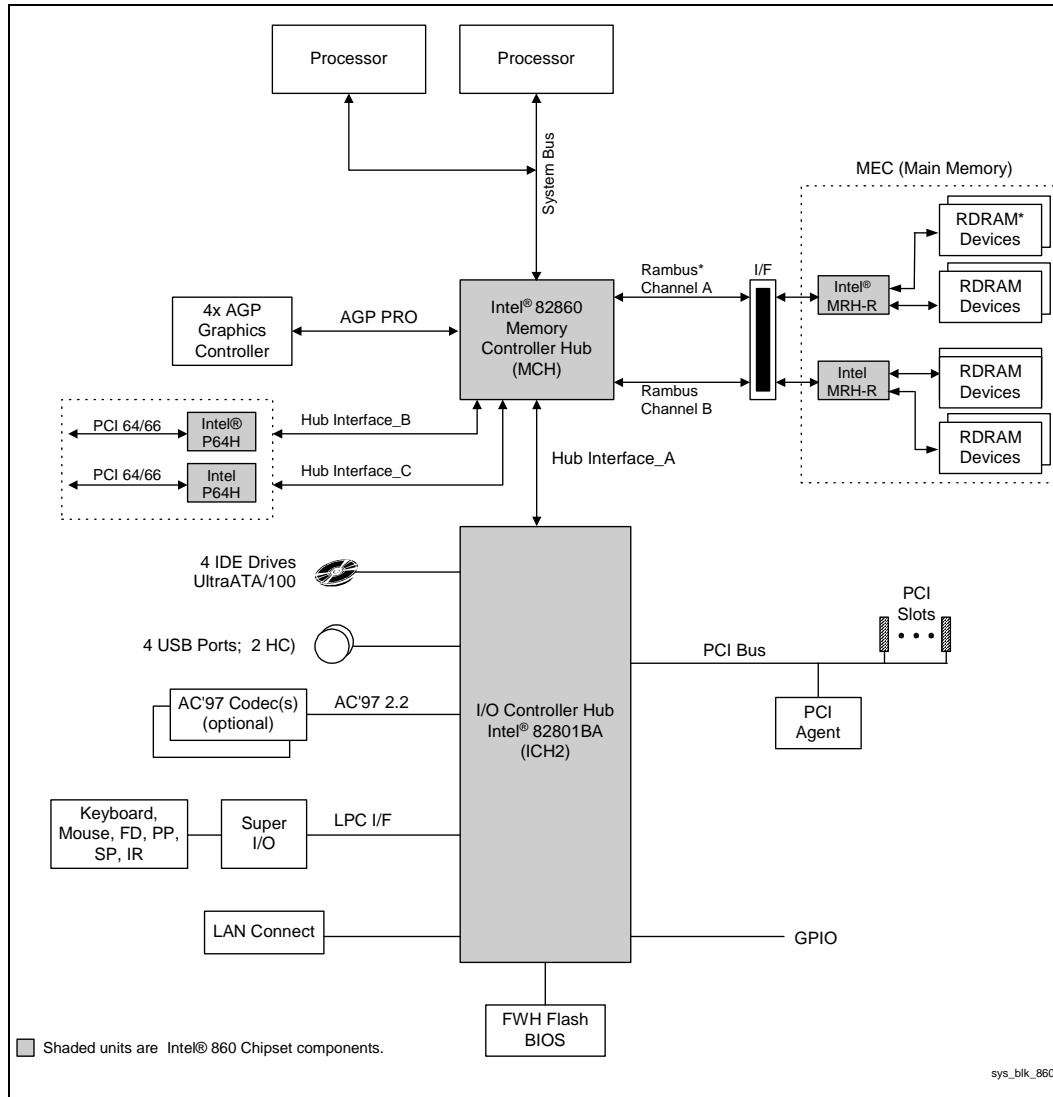 Processor
Processor
System Bus
MEC (Main Memory)
RDRAM*
Devices
RDRAM
Devices
RDRAM
Devices
RDRAM
Devices
Intel®
MRH-R
Intel
MRH-R
I/F
Rambus*
Channel A
Rambus
Channel B
Intel® 82860
Memory
Controller Hub
(MCH)
4x AGP
Graphics
Controller
AGP PRO
PCI 64/66
Intel®
P64H
Hub Interface_B
PCI 64/66
Intel
P64H
Hub Interface_C
Hub Interface_A
4 IDE Drives
UltraATA/100
4 USB Ports; 2 HC)
AC'97 Codec(s)
(optional)
AC'97 2.2
I/O Controller Hub
Intel® 82801BA
(ICH2)
PCI
Slots
PCI Bus
PCI
Agent
Keyboard,
Mouse, FD, PP,
SP, IR
Super
I/O
LPC I/F
LAN Connect
GPIO
FWH Flash
BIOS
Shaded units are Intel® 860 Chipset components.
sys_blk_860